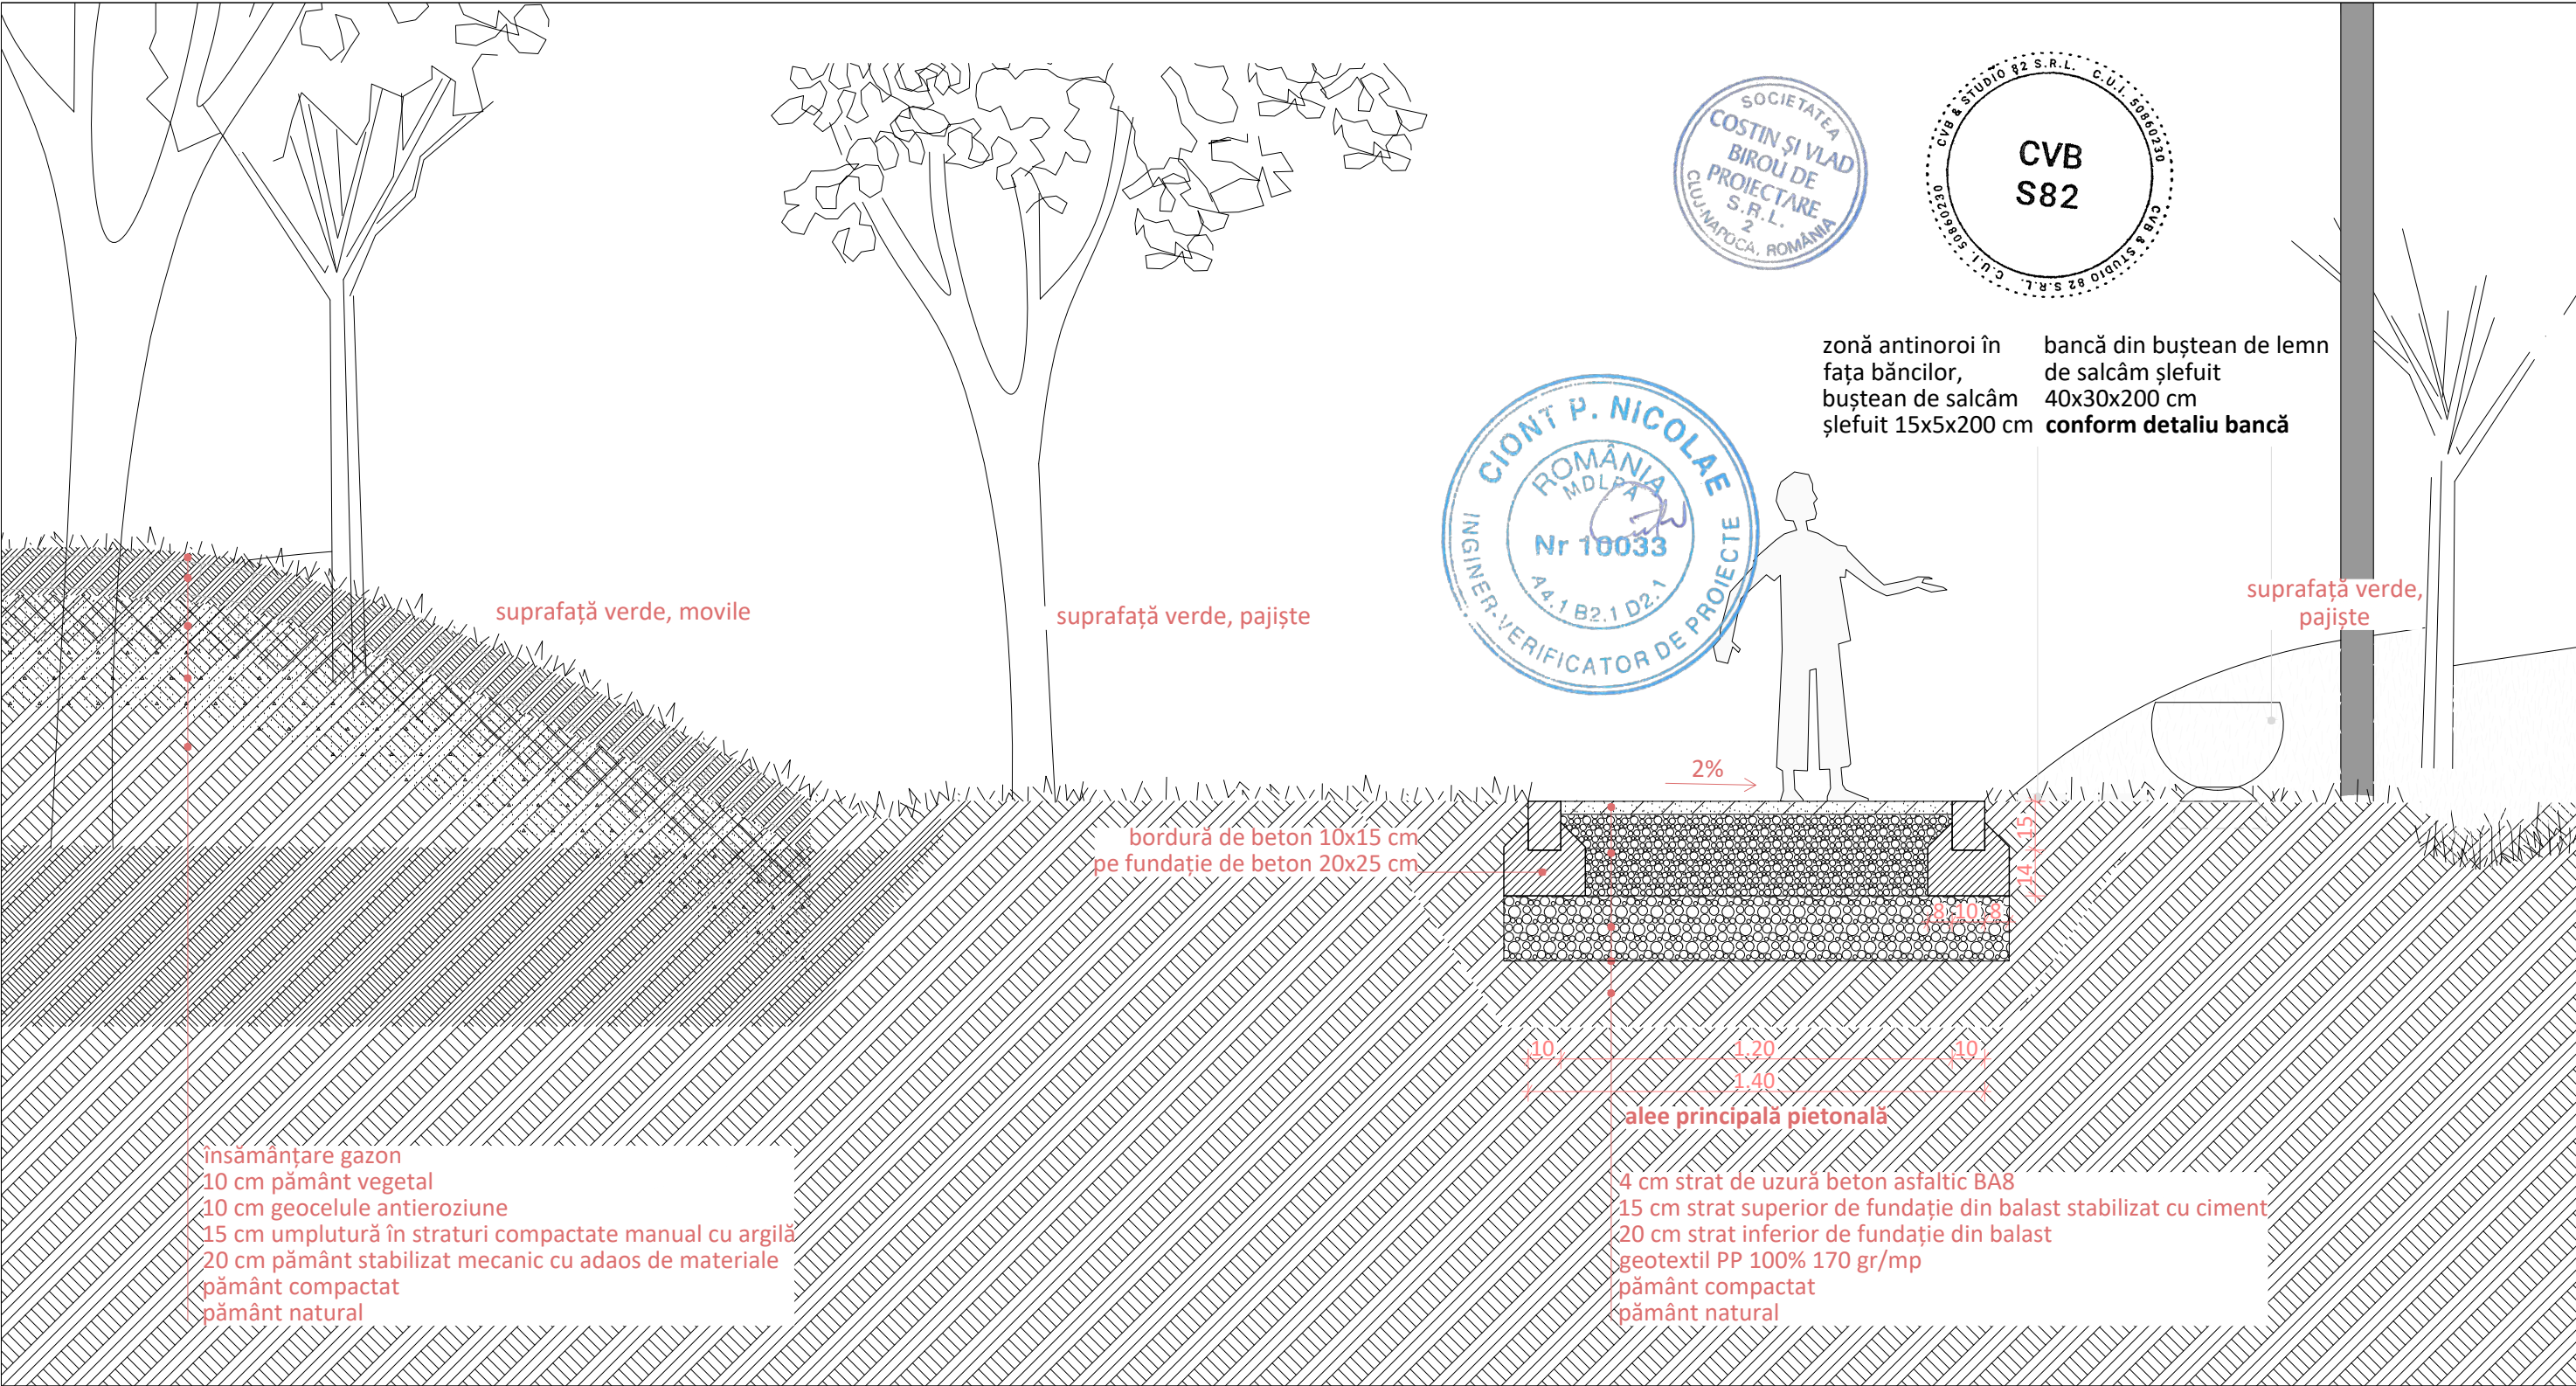 SOCIETATEA
COSTIN ȘI VLAD
BIROU DE
PROIECTARE
S.R.L.
2
CLUJ-NAPOCA, ROMÂNIA
CVB & STUDIO 82 S.R.L. C.U.I. 50860230
CVB & STUDIO 82 S.R.L. C.U.I. 50860230
CVB
S82
zonă antinoroi în
fața băncilor,
buștean de salcâm
șlefuit 15x5x200 cm
bancă din buștean de lemn
de salcâm șlefuit
40x30x200 cm
conform detaliu bancă
CIONT P. NICOLAE
ROMÂNIA
MDLPA
Nr 10033
A4.1 B2.1 D2.1
INGINER-VERIFICATOR DE PROIECTE
suprafață verde, movile
suprafață verde, pajiște
suprafață verde,
pajiște
2%
bordură de beton 10x15 cm
pe fundație de beton 20x25 cm
15
14
8 10 8
10 1.20 10
1.40
alee principală pietonală
însămânțare gazon
10 cm pământ vegetal
10 cm geocelule antieroziune
15 cm umplutură în straturi compactate manual cu argilă
20 cm pământ stabilizat mecanic cu adaos de materiale
pământ compactat
pământ natural
4 cm strat de uzură beton asfaltic BA8
15 cm strat superior de fundație din balast stabilizat cu ciment
20 cm strat inferior de fundație din balast
geotextil PP 100% 170 gr/mp
pământ compactat
pământ natural